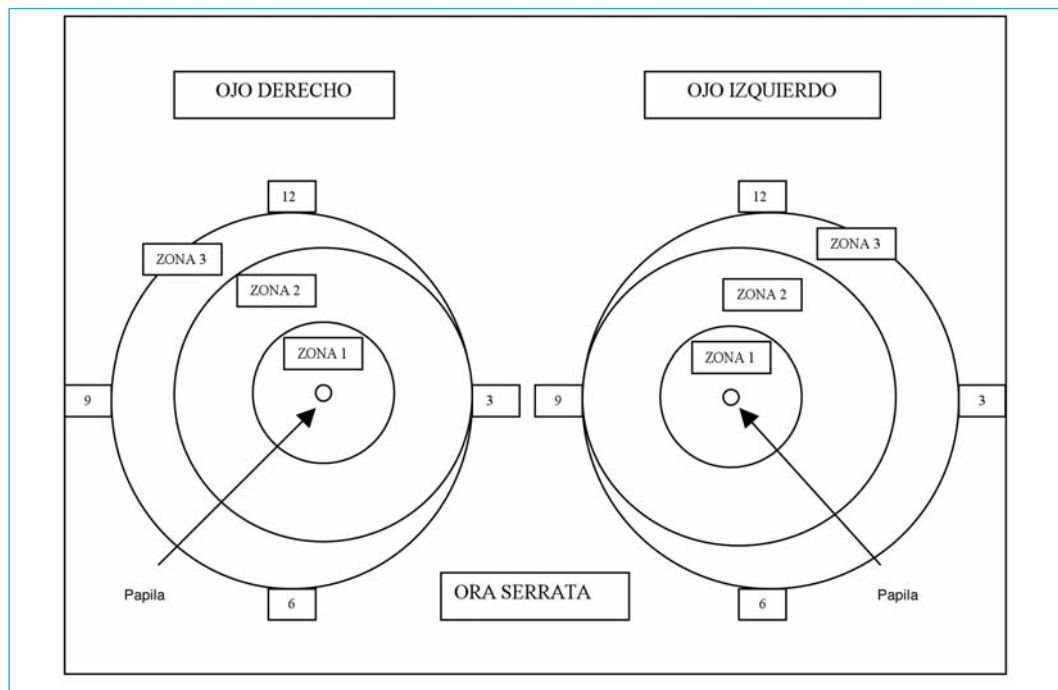 OJO DERECHO
OJO IZQUIERDO
12
12
ZONA 3
ZONA 3
ZONA 2
ZONA 2
ZONA 1
ZONA 1
9
3
9
3
Papila
ORA SERRATA
Papila
6
6